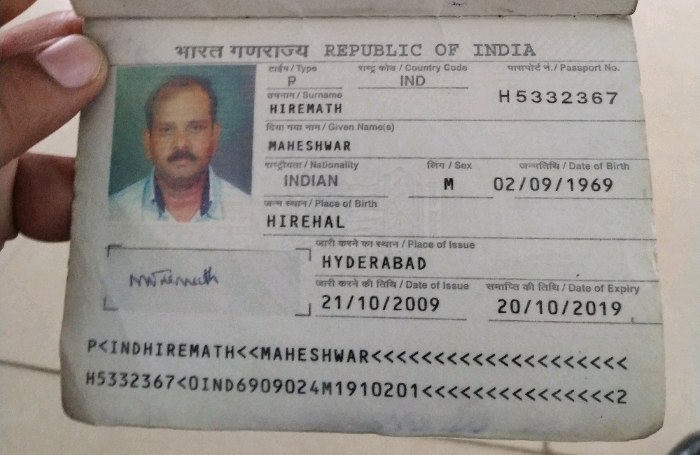 भारत गणराज्य REPUBLIC OF INDIA
टाईप / Type राष्ट्र कोड / Country Code पासपोर्ट नं. / Passport No.
P IND H5332367
उपनाम / Surname
HIREMATH
दिया गया नाम / Given Name(s)
MAHESHWAR
राष्ट्रीयता / Nationality लिंग / Sex जन्मतिथि / Date of Birth
INDIAN M 02/09/1969
जन्म स्थान / Place of Birth
HIREHAL
जारी करने का स्थान / Place of Issue
HYDERABAD
जारी करने की तिथि / Date of Issue समाप्ति की तिथि / Date of Expiry
21/10/2009 20/10/2019
P<INDHIREMATH<<MAHESHWAR<<<<<<<<<<<<<<<<<<<<
H5332367<0IND6909024M1910201<<<<<<<<<<<<<<<2